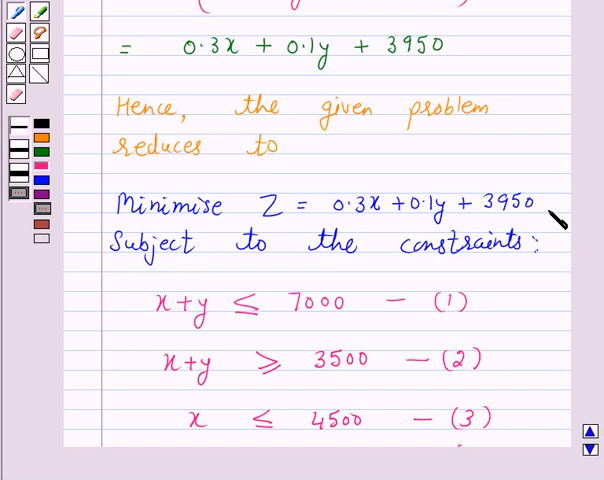 = 0.3x + 0.1y + 3950
Hence, the given problem
reduces to
Minimise Z = 0.3x + 0.1y + 3950
Subject to the constraints:
x+y ≤ 7000 — (1)
x+y ≥ 3500 — (2)
x ≤ 4500 — (3)